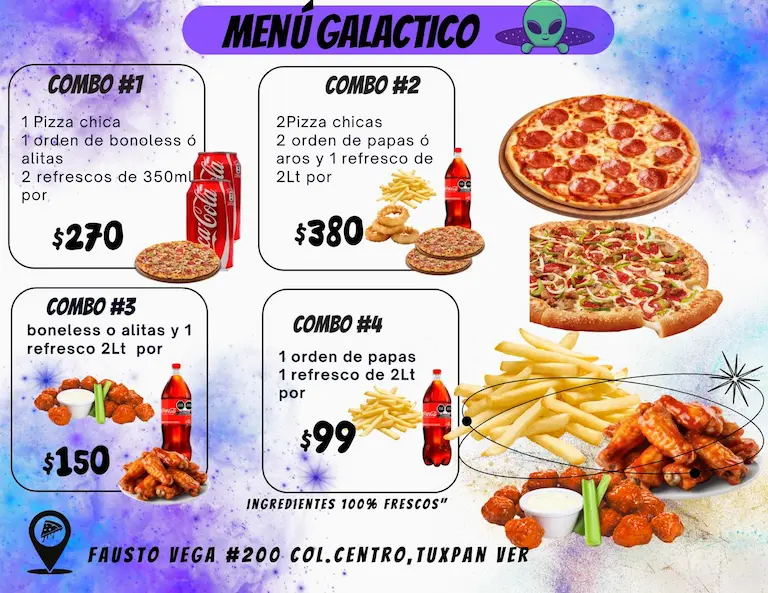 MENÚ GALACTICO
COMBO #1
1 Pizza chica
1 orden de bonoless ó
alitas
2 refrescos de 350ml
por
$270
COMBO #2
2Pizza chicas
2 orden de papas ó
aros y 1 refresco de
2Lt por
$380
COMBO #3
boneless o alitas y 1
refresco 2Lt por
$150
COMBO #4
1 orden de papas
1 refresco de 2Lt
por
$99
INGREDIENTES 100% FRESCOS"
FAUSTO VEGA #200 COL.CENTRO,TUXPAN VER
Coca-Cola